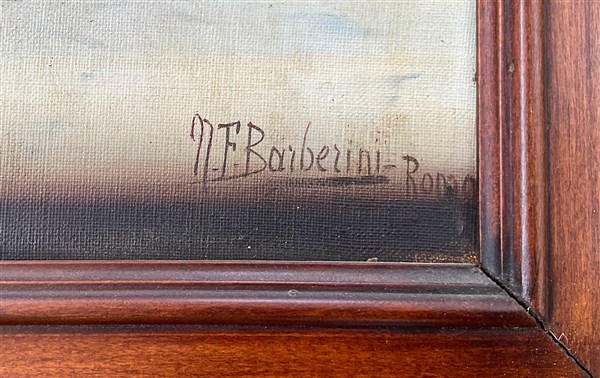 N.F. Barberini - Roma